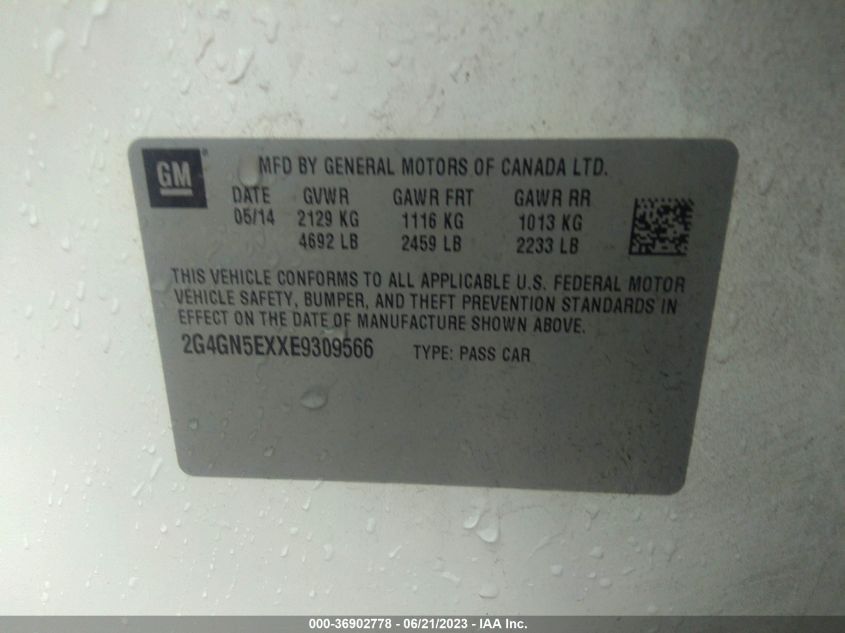 GM
MFD BY GENERAL MOTORS OF CANADA LTD.
DATE GVWR GAWR FRT GAWR RR
05/14 2129 KG 1116 KG 1013 KG
4692 LB 2459 LB 2233 LB
THIS VEHICLE CONFORMS TO ALL APPLICABLE U.S. FEDERAL MOTOR
VEHICLE SAFETY, BUMPER, AND THEFT PREVENTION STANDARDS IN
EFFECT ON THE DATE OF MANUFACTURE SHOWN ABOVE.
2G4GN5EXXE9309566 TYPE: PASS CAR
000-36902778 - 06/21/2023 - IAA Inc.